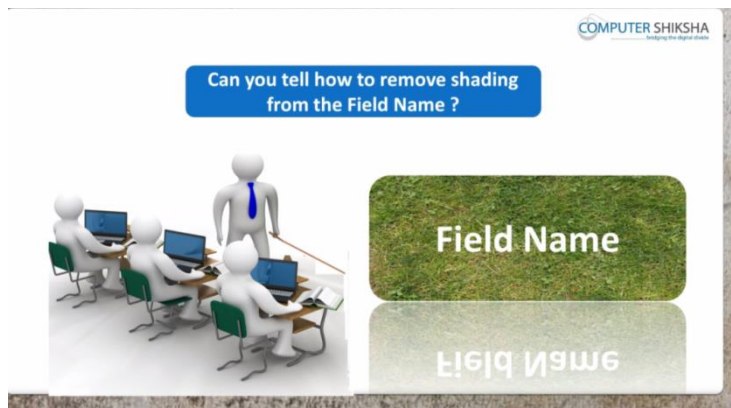 COMPUTER SHIKSHA
bridging the digital divide
Can you tell how to remove shading
from the Field Name ?
Field Name
Field Name